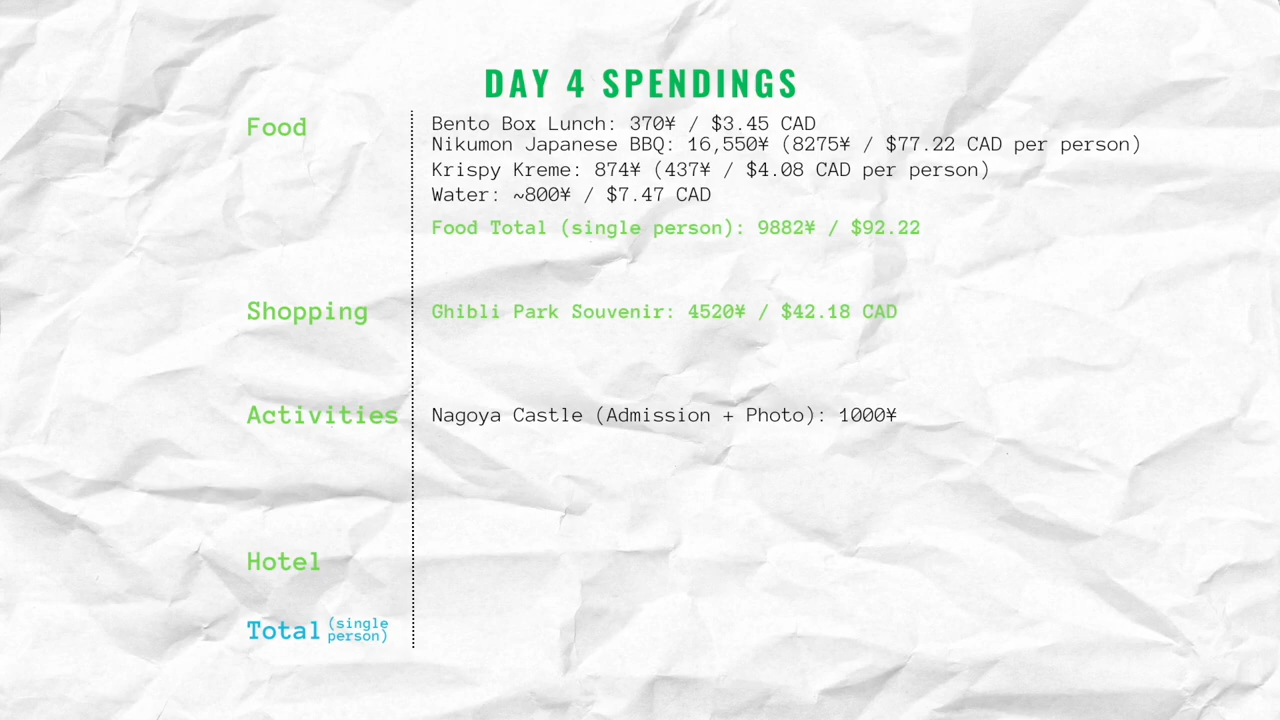 DAY 4 SPENDINGS
Food
Bento Box Lunch: 370¥ / $3.45 CAD
Nikumon Japanese BBQ: 16,550¥ (8275¥ / $77.22 CAD per person)
Krispy Kreme: 874¥ (437¥ / $4.08 CAD per person)
Water: ~800¥ / $7.47 CAD
Food Total (single person): 9882¥ / $92.22
Shopping
Ghibli Park Souvenir: 4520¥ / $42.18 CAD
Activities
Nagoya Castle (Admission + Photo): 1000¥
Hotel
Total (single
person)